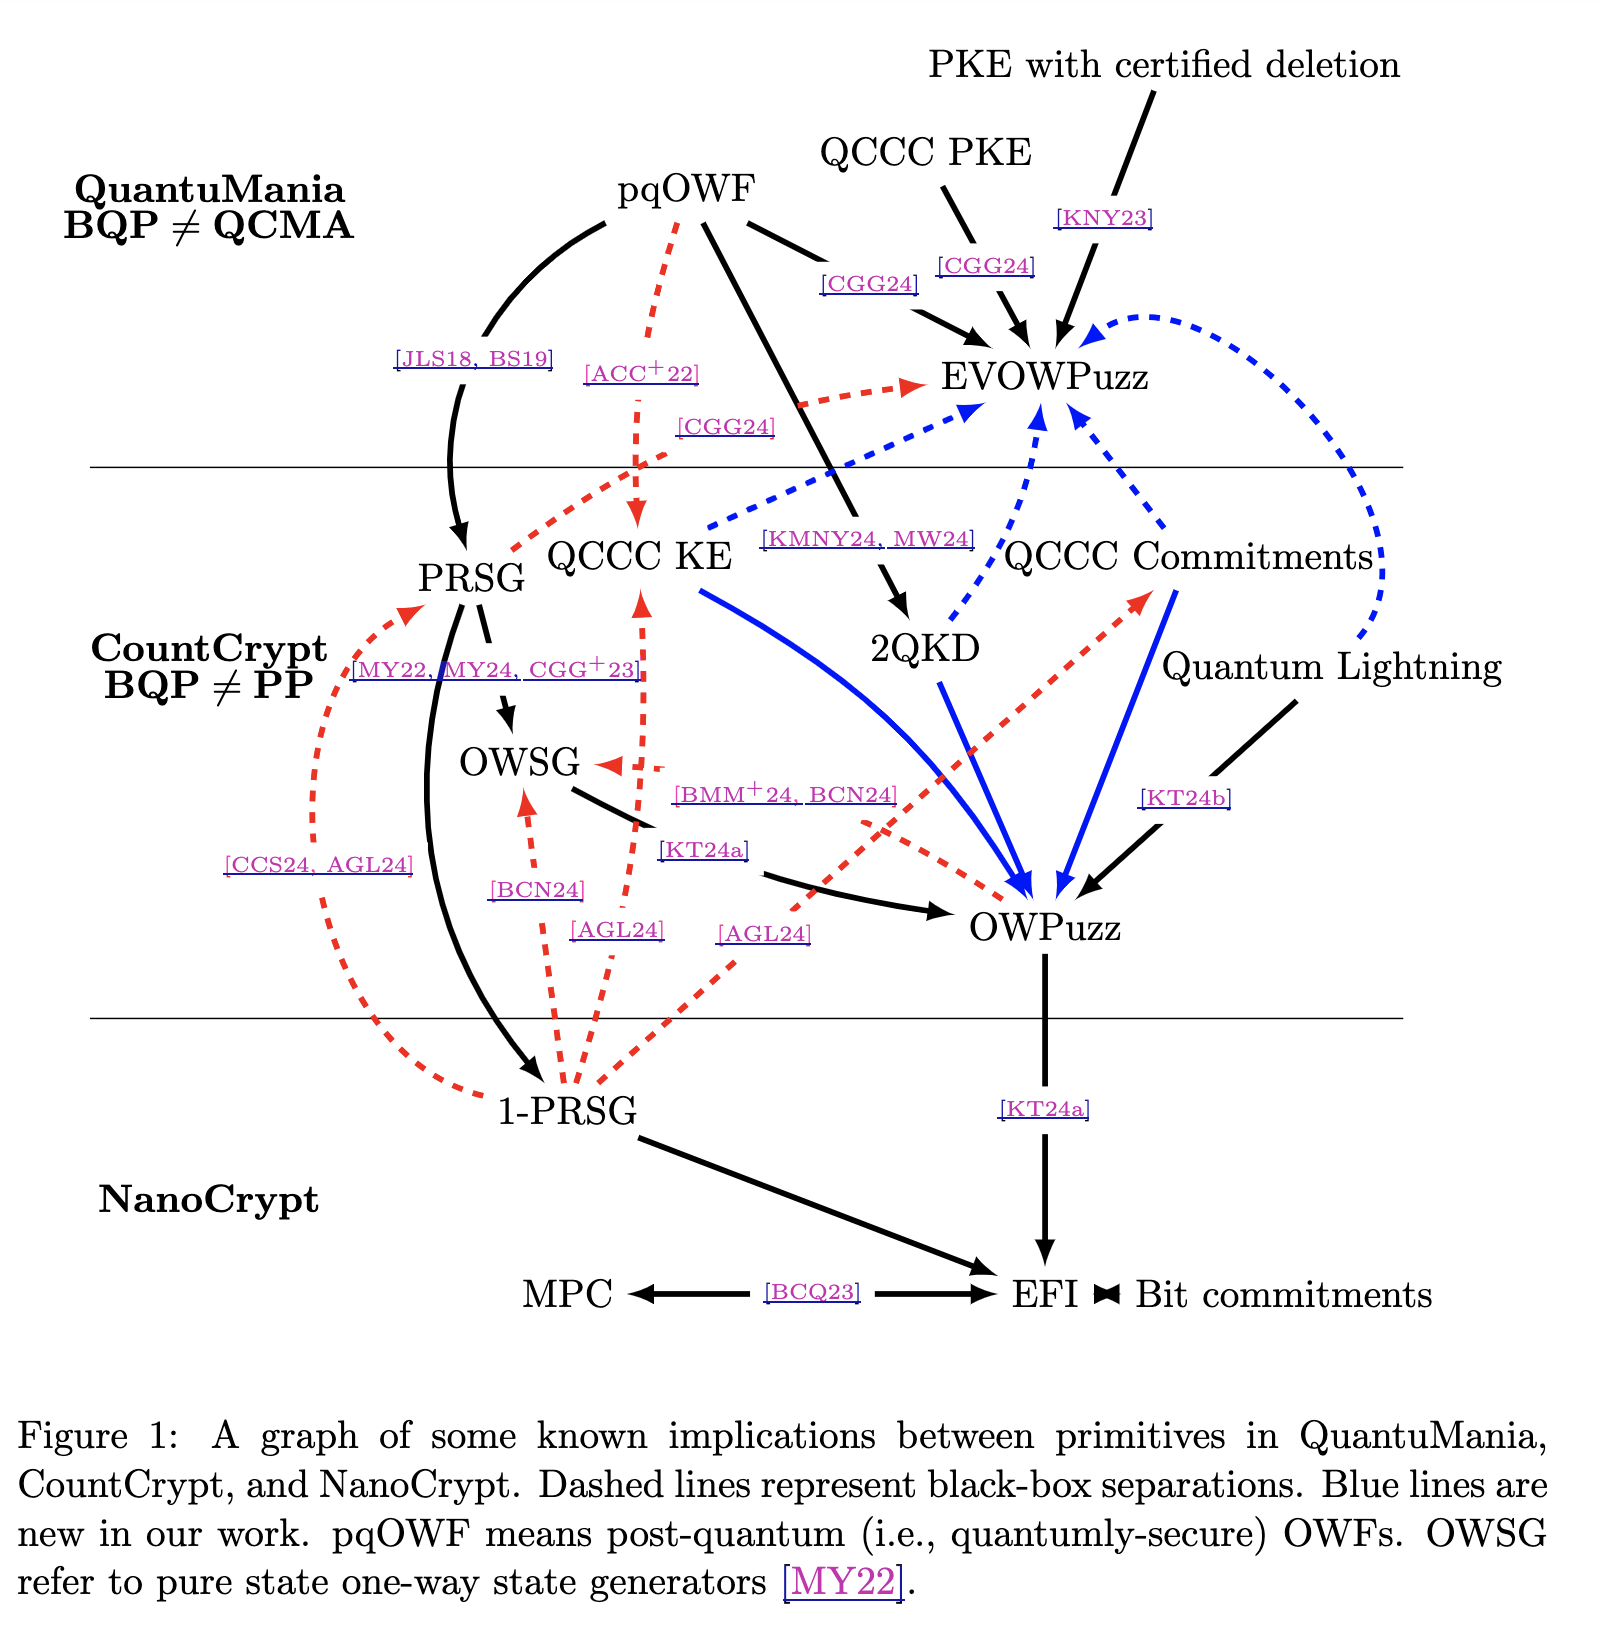 PKE with certified deletion
QCCC PKE
QuantuMania
BQP ≠ QCMA
pqOWF
[KNY23]
[CGG24]
[CGG24]
[JLS18, BS19]
[ACC+22]
EVOWPuzz
[CGG24]
[KMNY24, MW24]
QCCC KE
QCCC Commitments
PRSG
CountCrypt
BQP ≠ PP
2QKD
[MY22, MY24, CGG+23]
Quantum Lightning
OWSG
[BMM+24, BCN24]
[KT24b]
[KT24a]
[CCS24, AGL24]
[BCN24]
[AGL24]
[AGL24]
OWPuzz
1-PRSG
[KT24a]
NanoCrypt
MPC
[BCQ23]
EFI
Bit commitments
Figure 1: A graph of some known implications between primitives in QuantuMania,
CountCrypt, and NanoCrypt. Dashed lines represent black-box separations. Blue lines are
new in our work. pqOWF means post-quantum (i.e., quantumly-secure) OWFs. OWSG
refer to pure state one-way state generators [MY22].